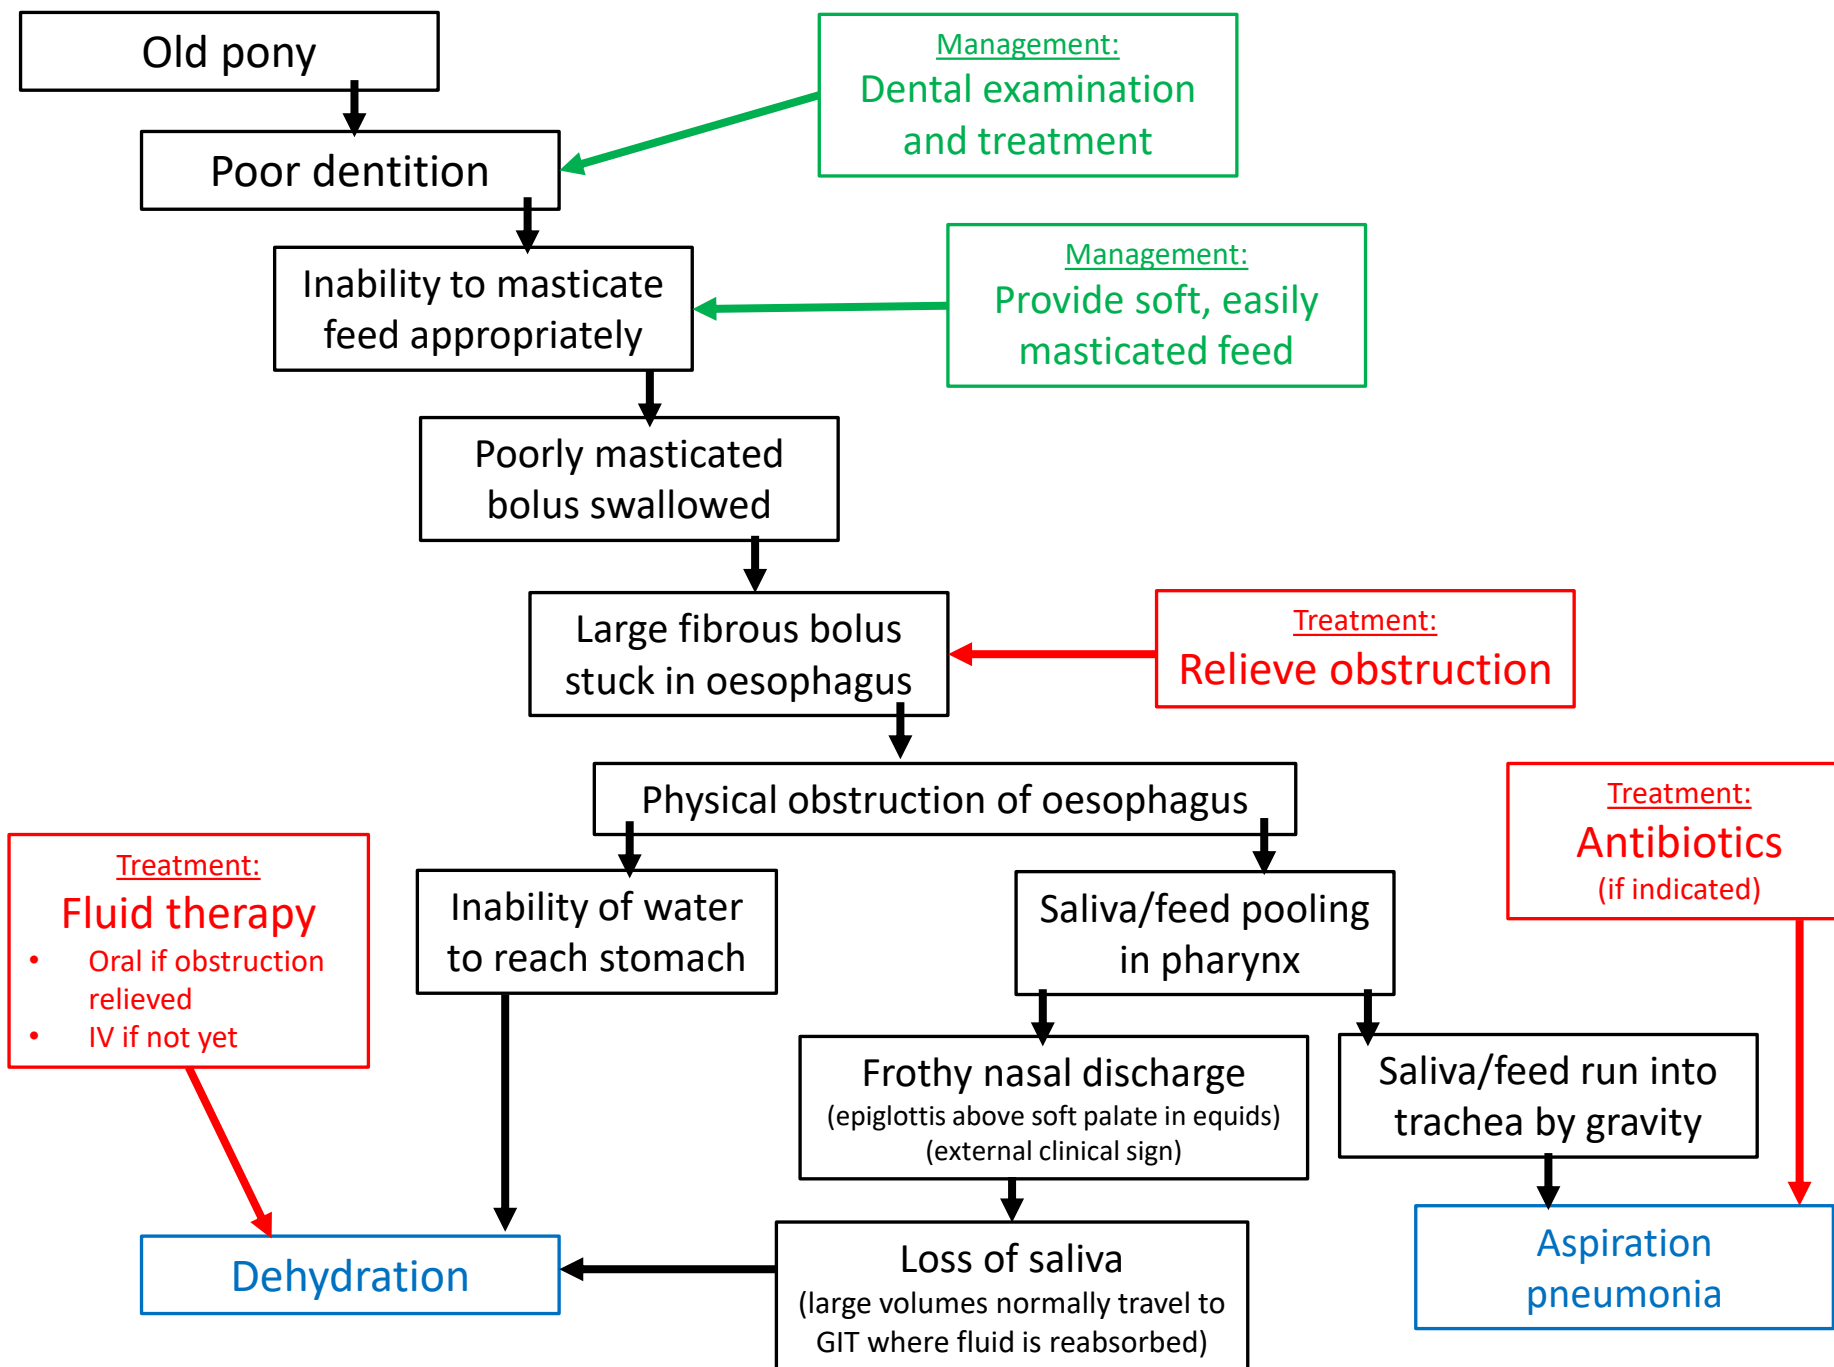 Old pony
Management:
Dental examination
and treatment
Poor dentition
Management:
Provide soft, easily
masticated feed
Inability to masticate
feed appropriately
Poorly masticated
bolus swallowed
Large fibrous bolus
stuck in oesophagus
Treatment:
Relieve obstruction
Physical obstruction of oesophagus
Treatment:
Antibiotics
(if indicated)
Treatment:
Fluid therapy
• Oral if obstruction
relieved
• IV if not yet
Inability of water
to reach stomach
Saliva/feed pooling
in pharynx
Frothy nasal discharge
(epiglottis above soft palate in equids)
(external clinical sign)
Saliva/feed run into
trachea by gravity
Dehydration
Loss of saliva
(large volumes normally travel to
GIT where fluid is reabsorbed)
Aspiration
pneumonia